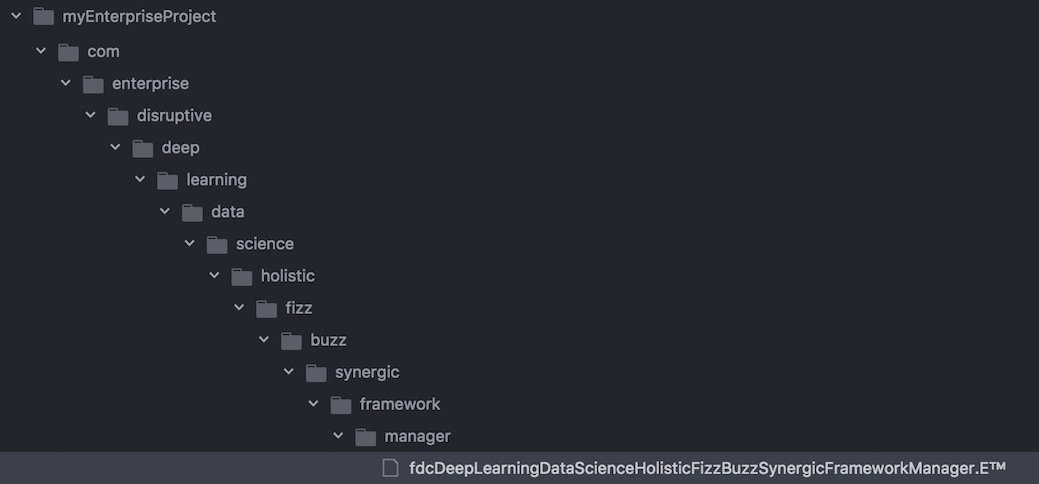 myEnterpriseProject
com
enterprise
disruptive
deep
learning
data
science
holistic
fizz
buzz
synergic
framework
manager
fdcDeepLearningDataScienceHolisticFizzBuzzSynergicFrameworkManager.E™